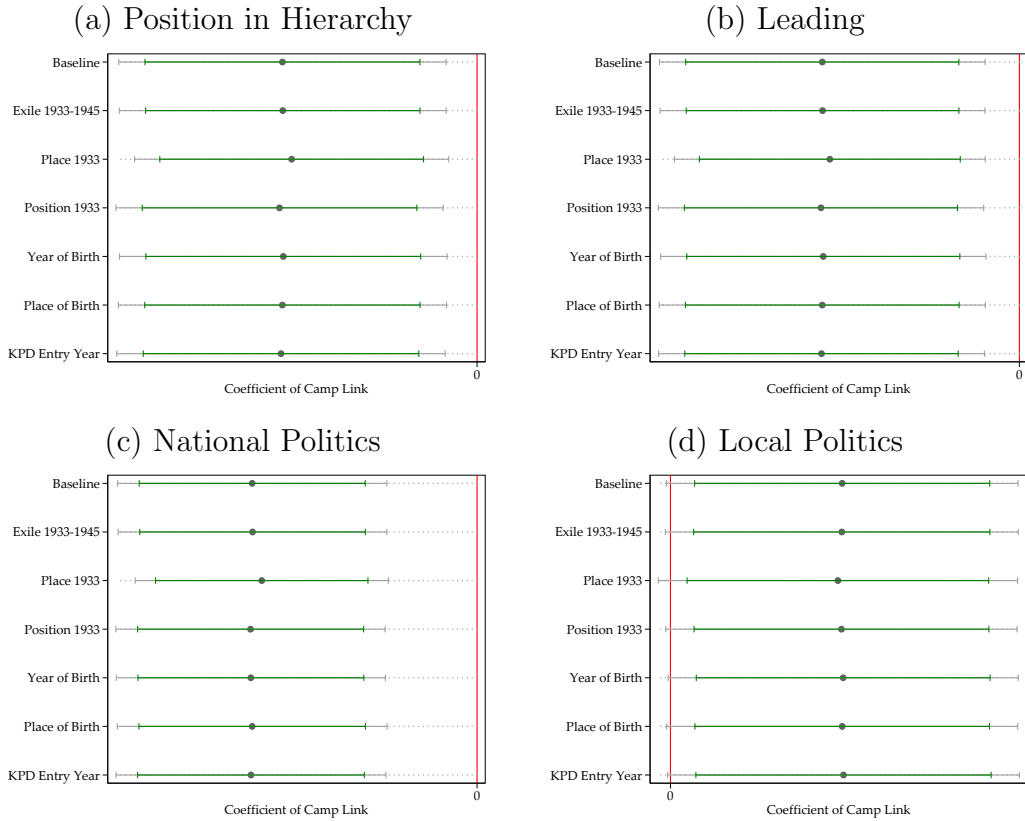 (a) Position in Hierarchy
Baseline
Exile 1933-1945
Place 1933
Position 1933
Year of Birth
Place of Birth
KPD Entry Year
0
Coefficient of Camp Link
(b) Leading
Baseline
Exile 1933-1945
Place 1933
Position 1933
Year of Birth
Place of Birth
KPD Entry Year
0
Coefficient of Camp Link
(c) National Politics
Baseline
Exile 1933-1945
Place 1933
Position 1933
Year of Birth
Place of Birth
KPD Entry Year
0
Coefficient of Camp Link
(d) Local Politics
Baseline
Exile 1933-1945
Place 1933
Position 1933
Year of Birth
Place of Birth
KPD Entry Year
0
Coefficient of Camp Link